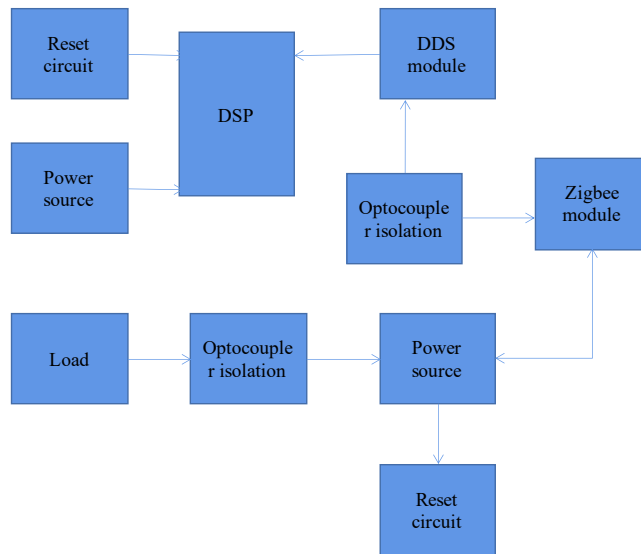 Reset
circuit
DSP
DDS
module
Power
source
Optocouple
r isolation
Zigbee
module
Load
Optocouple
r isolation
Power
source
Reset
circuit